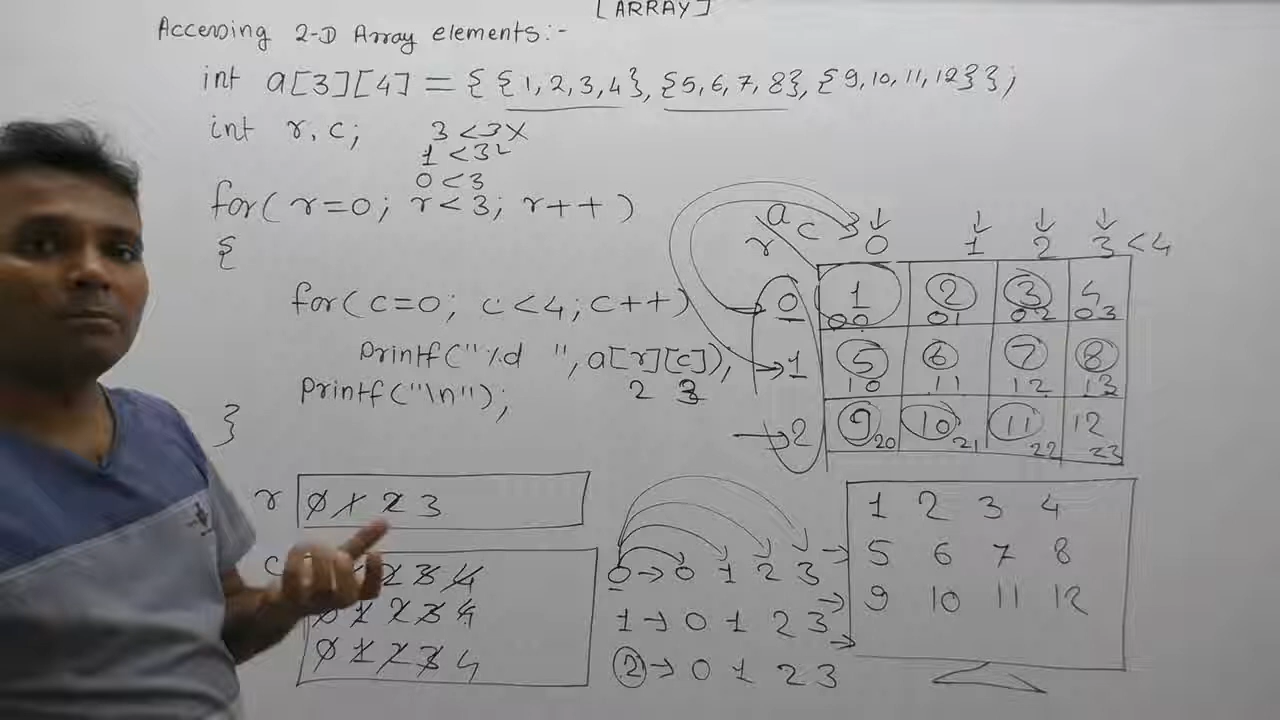 [ARRAY]
Accessing 2-D Array elements:-
int a[3][4] = { {1,2,3,4}, {5,6,7,8}, {9,10,11,12}};
int r, c; 3 <3X
1 <3
0 <3
for( r=0; r<3; r++ )
{
for( c=0; c<4; c++)
printf("%d ", a[r][c]);
2 3
printf("\n");
}
a
r c 0 1 2 3 <4
0 1 2 3 4
00 01 02 03
1 5 6 7 8
10 11 12 13
2 9 10 11 12
20 21 22 23
r 0 1 2 3
c 2 3 4
0 1 2 3 4
0 1 2 3 4
0 → 0 1 2 3
1 → 0 1 2 3
2 → 0 1 2 3
1 2 3 4
5 6 7 8
9 10 11 12